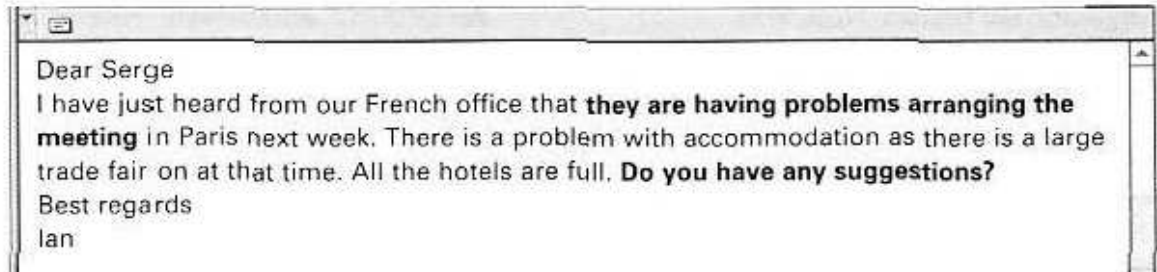 Dear Serge
I have just heard from our French office that they are having problems arranging the
meeting in Paris next week. There is a problem with accommodation as there is a large
trade fair on at that time. All the hotels are full. Do you have any suggestions?
Best regards
Ian